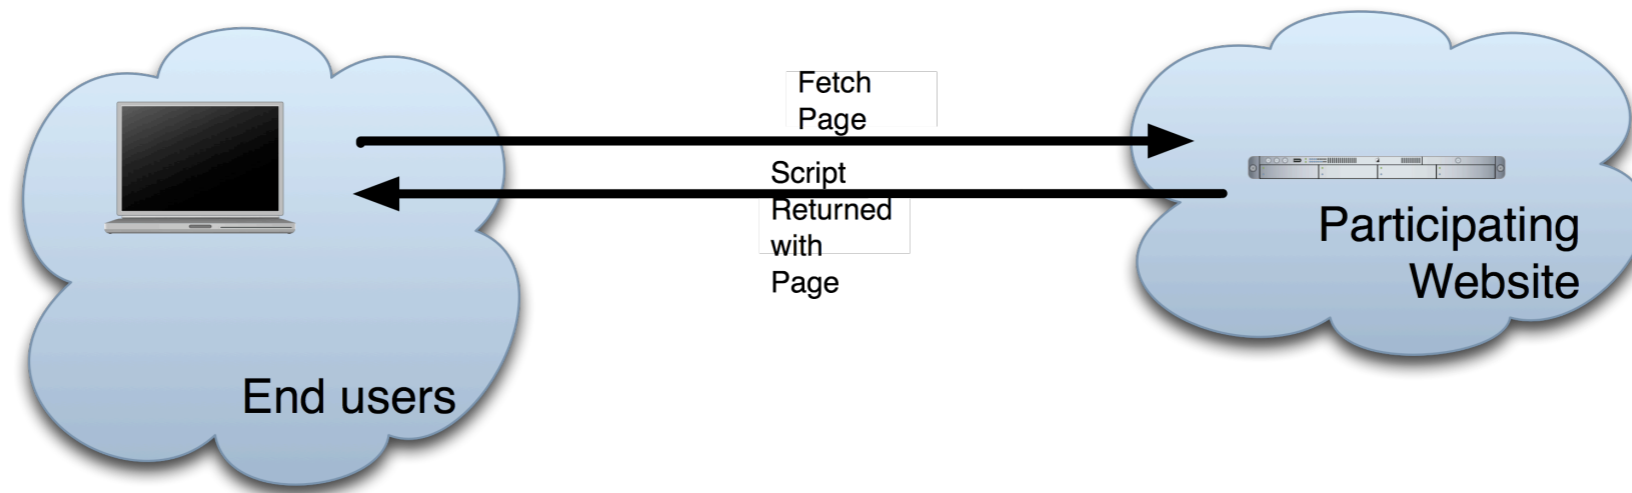 Fetch
Page
Script
Returned
with
Page
Participating
Website
End users